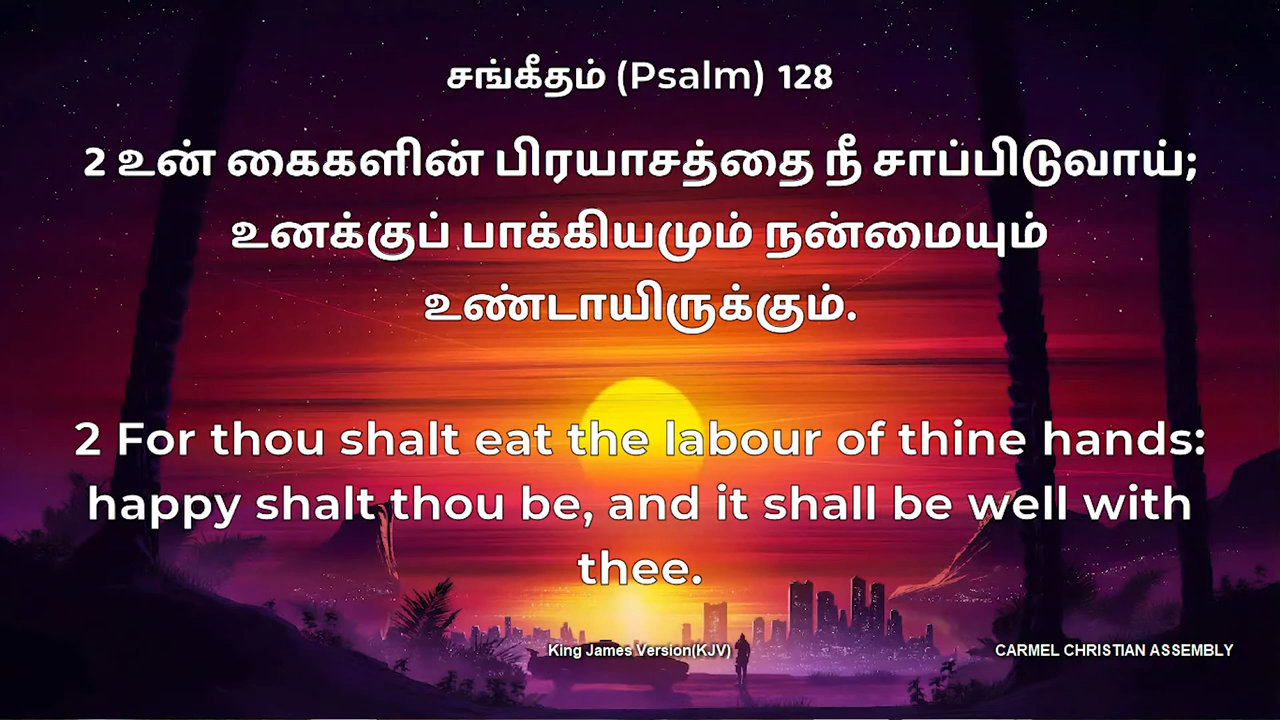 சங்கீதம் (Psalm) 128
2 உன் கைகளின் பிரயாசத்தை நீ சாப்பிடுவாய்;
உனக்குப் பாக்கியமும் நன்மையும்
உண்டாயிருக்கும்.
2 For thou shalt eat the labour of thine hands:
happy shalt thou be, and it shall be well with
thee.
King James Version(KJV)
CARMEL CHRISTIAN ASSEMBLY